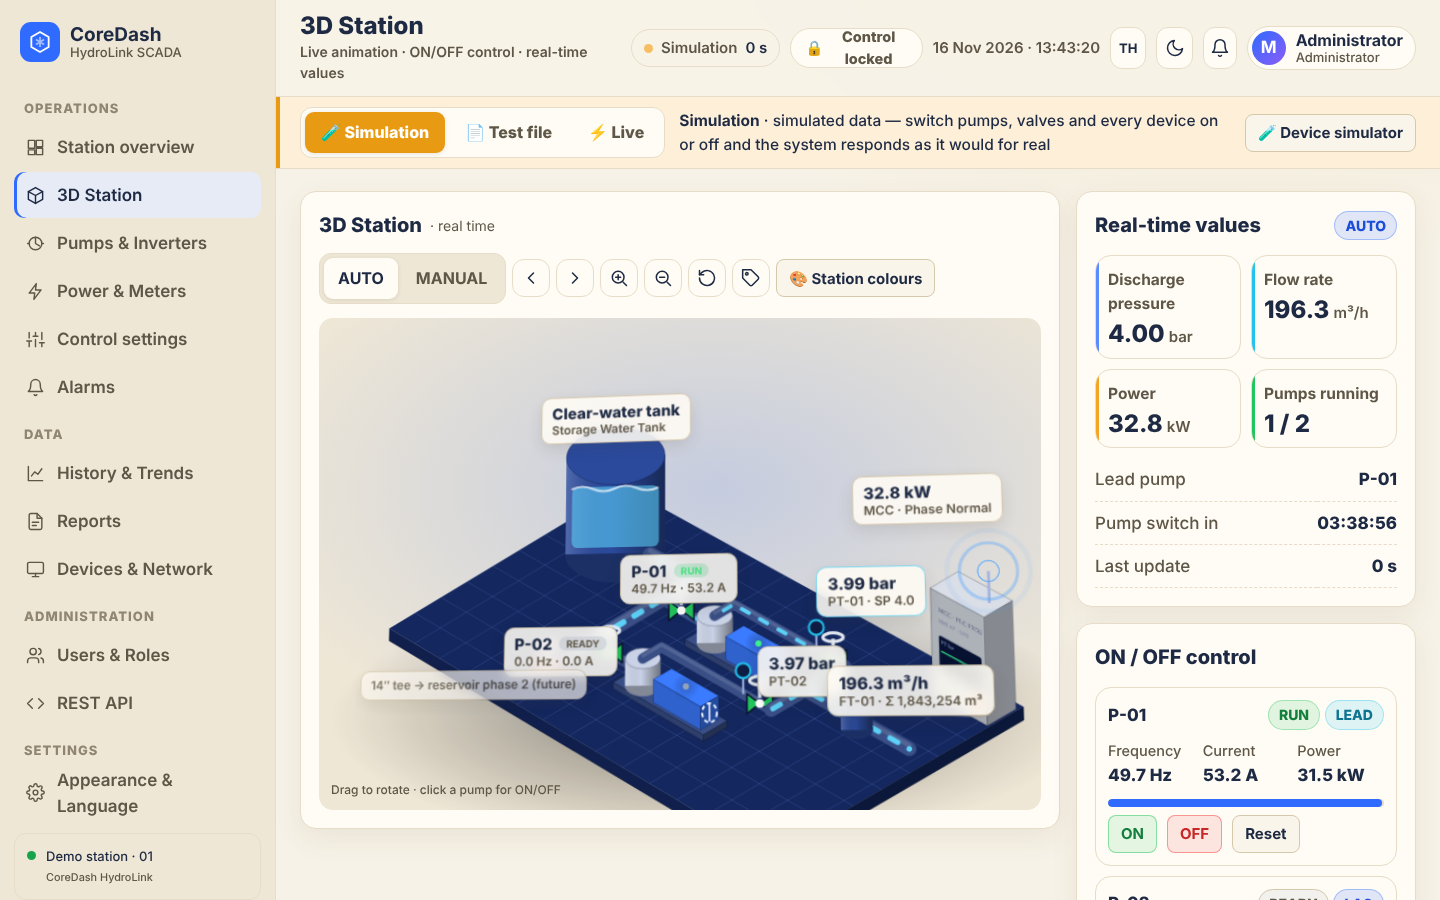 CoreDash
HydroLink SCADA
OPERATIONS
Station overview
3D Station
Pumps & Inverters
Power & Meters
Control settings
Alarms
DATA
History & Trends
Reports
Devices & Network
ADMINISTRATION
Users & Roles
REST API
SETTINGS
Appearance &
Language
Demo station · 01
CoreDash HydroLink
3D Station
Live animation · ON/OFF control · real-time
values
Simulation 0 s
Control
locked
16 Nov 2026 · 13:43:20
TH
M
Administrator
Administrator
Simulation
Test file
Live
Simulation · simulated data — switch pumps, valves and every device on
or off and the system responds as it would for real
Device simulator
3D Station · real time
AUTO
MANUAL
Station colours
Clear-water tank
Storage Water Tank
32.8 kW
MCC · Phase Normal
P-01 RUN
49.7 Hz · 53.2 A
3.99 bar
PT-01 · SP 4.0
P-02 READY
0.0 Hz · 0.0 A
3.97 bar
PT-02
14" tee → reservoir phase 2 (future)
196.3 m³/h
FT-01 · Σ 1,843,254 m³
Drag to rotate · click a pump for ON/OFF
Real-time values
AUTO
Discharge
pressure
4.00 bar
Flow rate
196.3 m³/h
Power
32.8 kW
Pumps running
1 / 2
Lead pump P-01
Pump switch in 03:38:56
Last update 0 s
ON / OFF control
P-01 RUN LEAD
Frequency Current Power
49.7 Hz 53.2 A 31.5 kW
ON OFF Reset